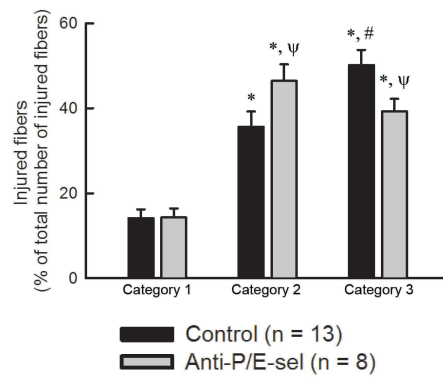 60
40
20
0
Injured fibers
(% of total number of injured fibers)
*
*, ψ
*, #
*, ψ
Category 1 Category 2 Category 3
Control (n = 13)
Anti-P/E-sel (n = 8)